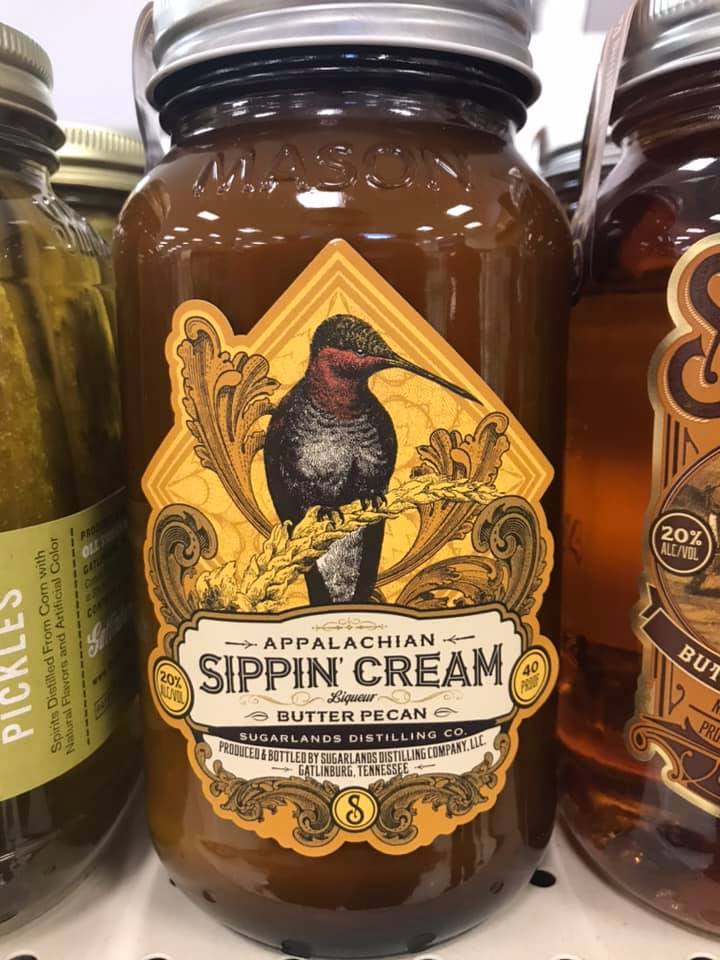 MASON
APPALACHIAN
SIPPIN' CREAM
Liqueur
BUTTER PECAN
20%
ALC/VOL
40
PROOF
SUGARLANDS DISTILLING CO.
PRODUCED & BOTTLED BY SUGARLANDS DISTILLING COMPANY, LLC.
GATLINBURG, TENNESSEE
S
PICKLES
Spirits Distilled From Corn with
Natural Flavors and Artificial Color
20%
ALC/VOL